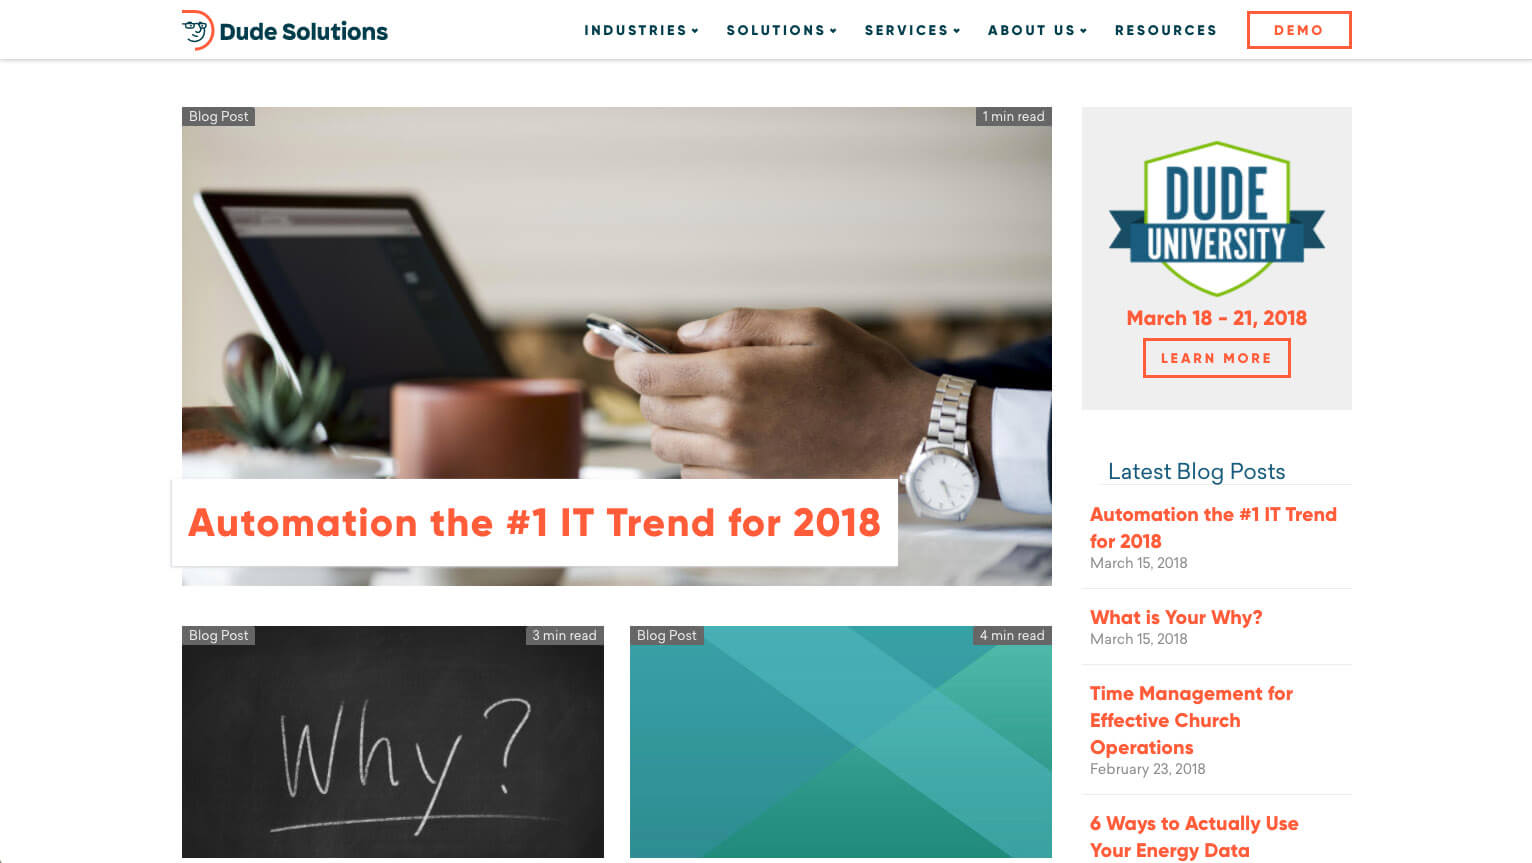 Dude Solutions
INDUSTRIES
SOLUTIONS
SERVICES
ABOUT US
RESOURCES
DEMO
Blog Post
1 min read
Automation the #1 IT Trend for 2018
Blog Post
3 min read
Why?
Blog Post
4 min read
DUDE
UNIVERSITY
March 18 - 21, 2018
LEARN MORE
Latest Blog Posts
Automation the #1 IT Trend
for 2018
March 15, 2018
What is Your Why?
March 15, 2018
Time Management for
Effective Church
Operations
February 23, 2018
6 Ways to Actually Use
Your Energy Data